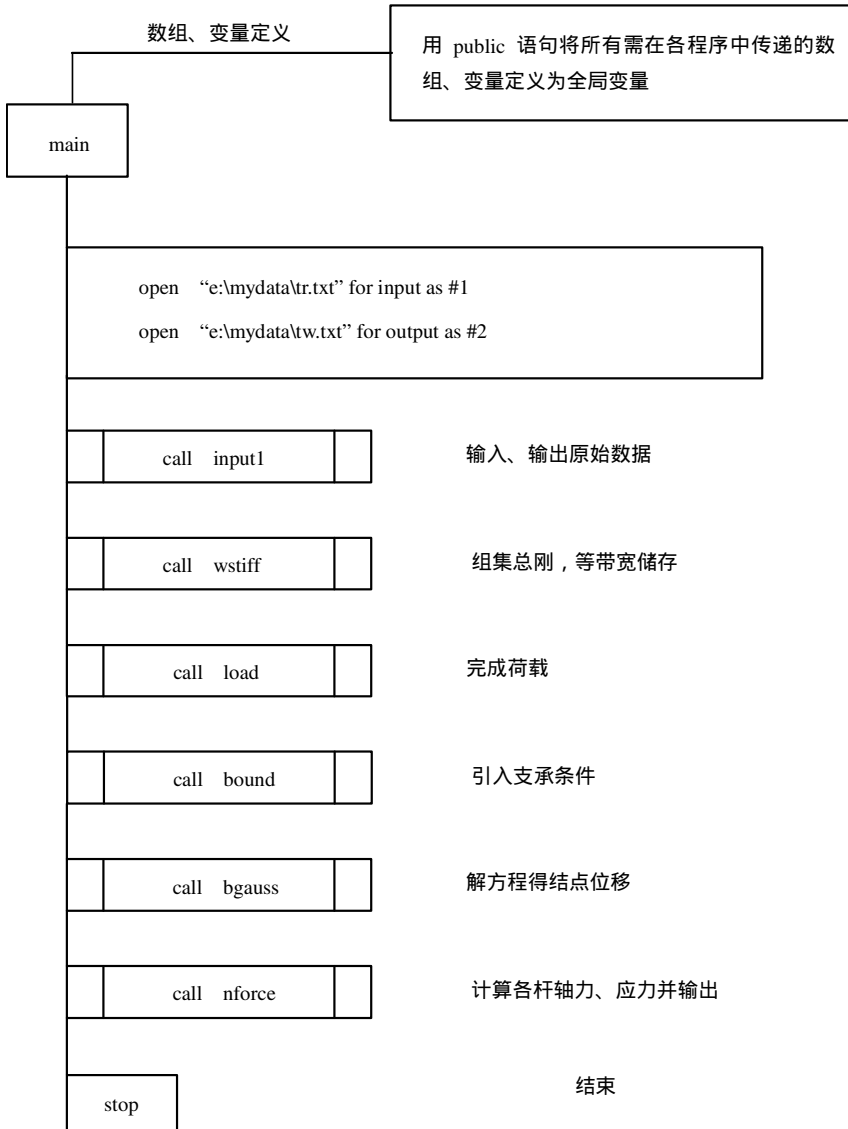 数组、变量定义
用 public 语句将所有需在各程序中传递的数
组、变量定义为全局变量
main
open “e:\mydata\tr.txt” for input as #1
open “e:\mydata\tw.txt” for output as #2
call input1
输入、输出原始数据
call wstiff
组集总刚，等带宽储存
call load
完成荷载
call bound
引入支承条件
call bgauss
解方程得结点位移
call nforce
计算各杆轴力、应力并输出
stop
结束